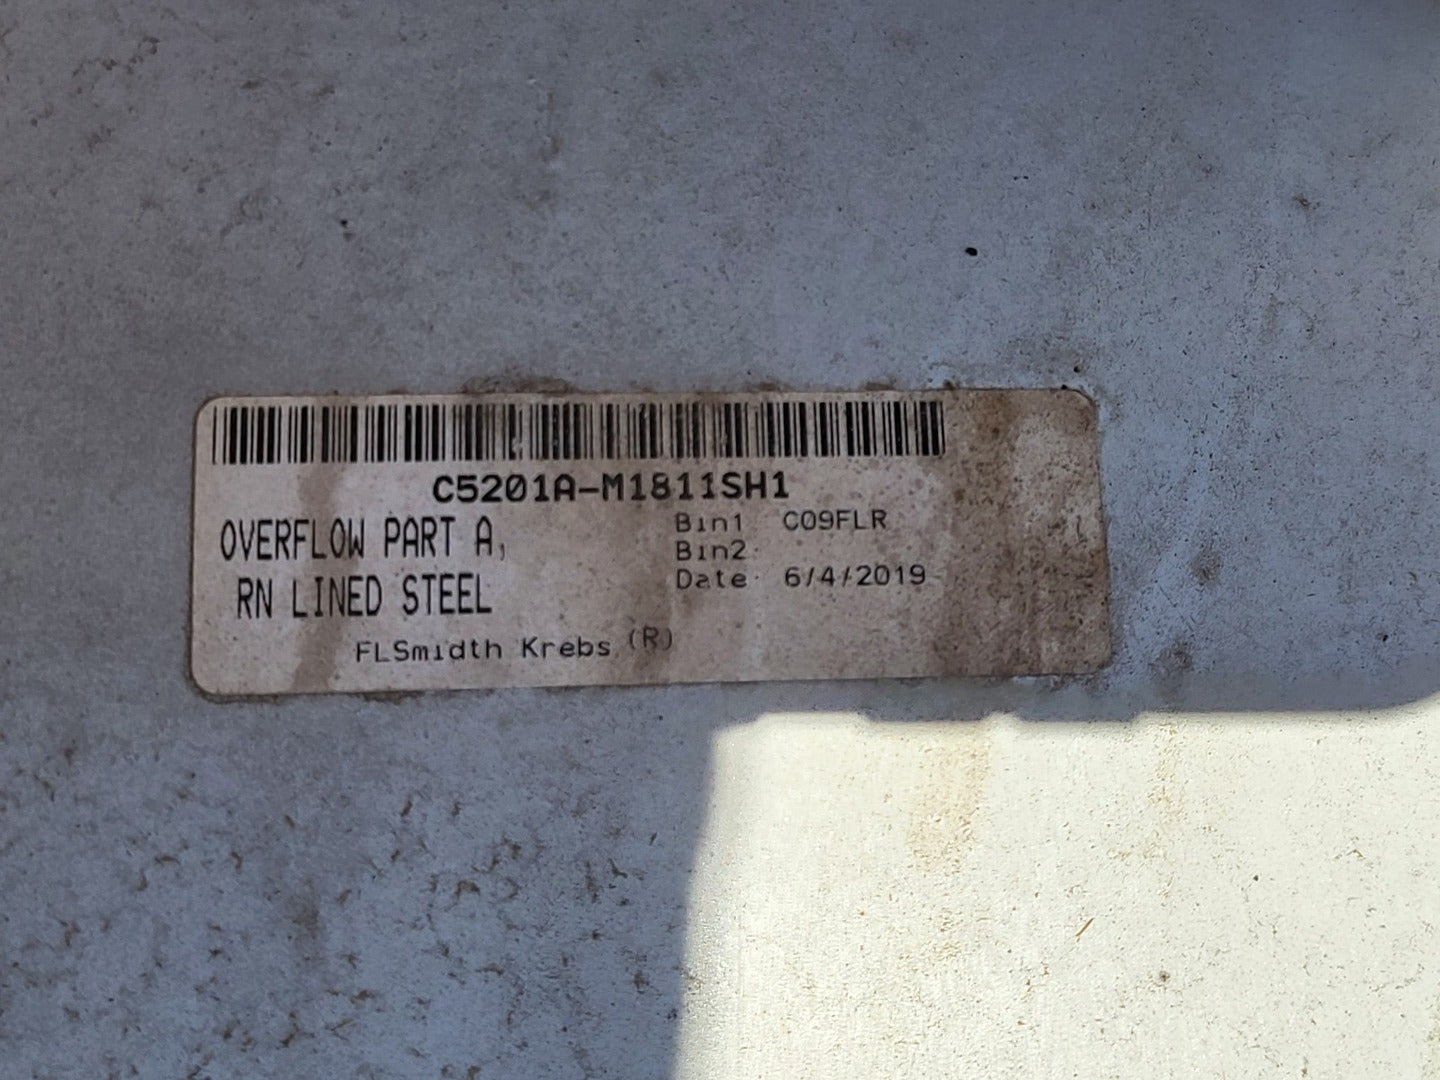 C5201A-M1811SH1
OVERFLOW PART A,
RN LINED STEEL
Bin1 C09FLR
Bin2:
Date: 6/4/2019
FLSmidth Krebs (R)